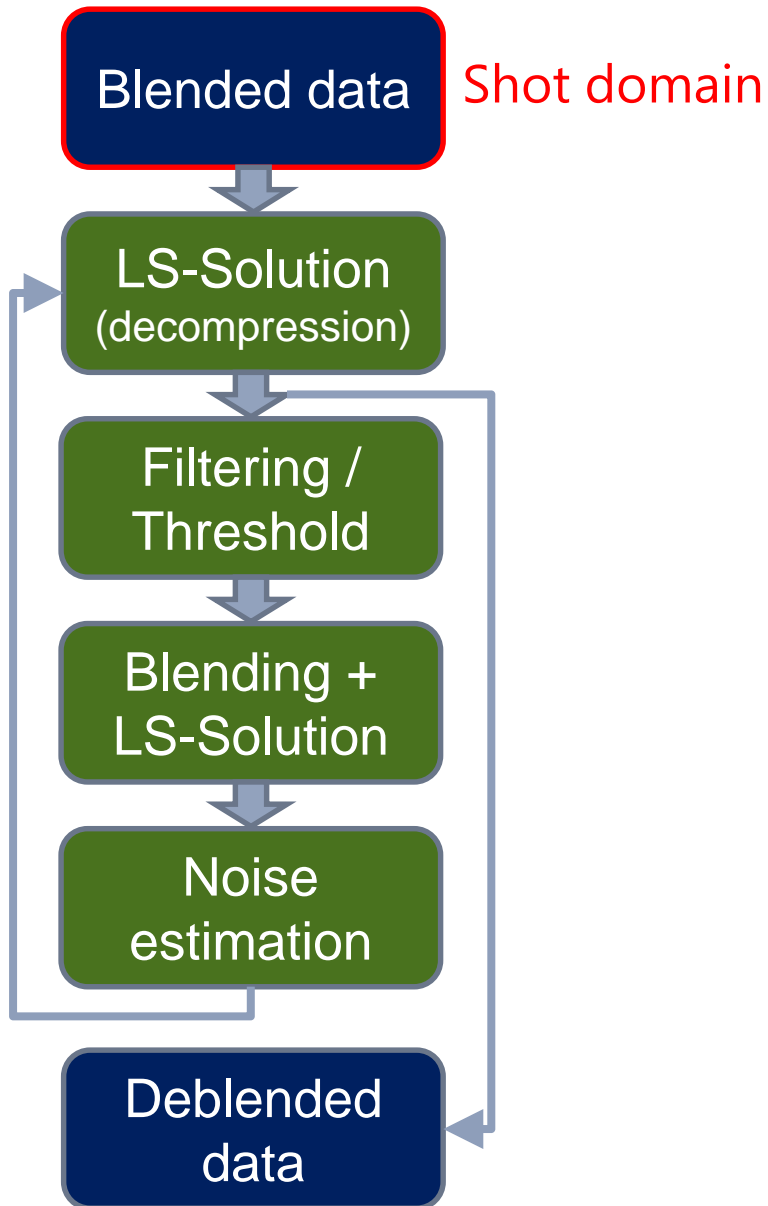 Blended data
Shot domain
LS-Solution
(decompression)
Filtering /
Threshold
Blending +
LS-Solution
Noise
estimation
Deblended
data